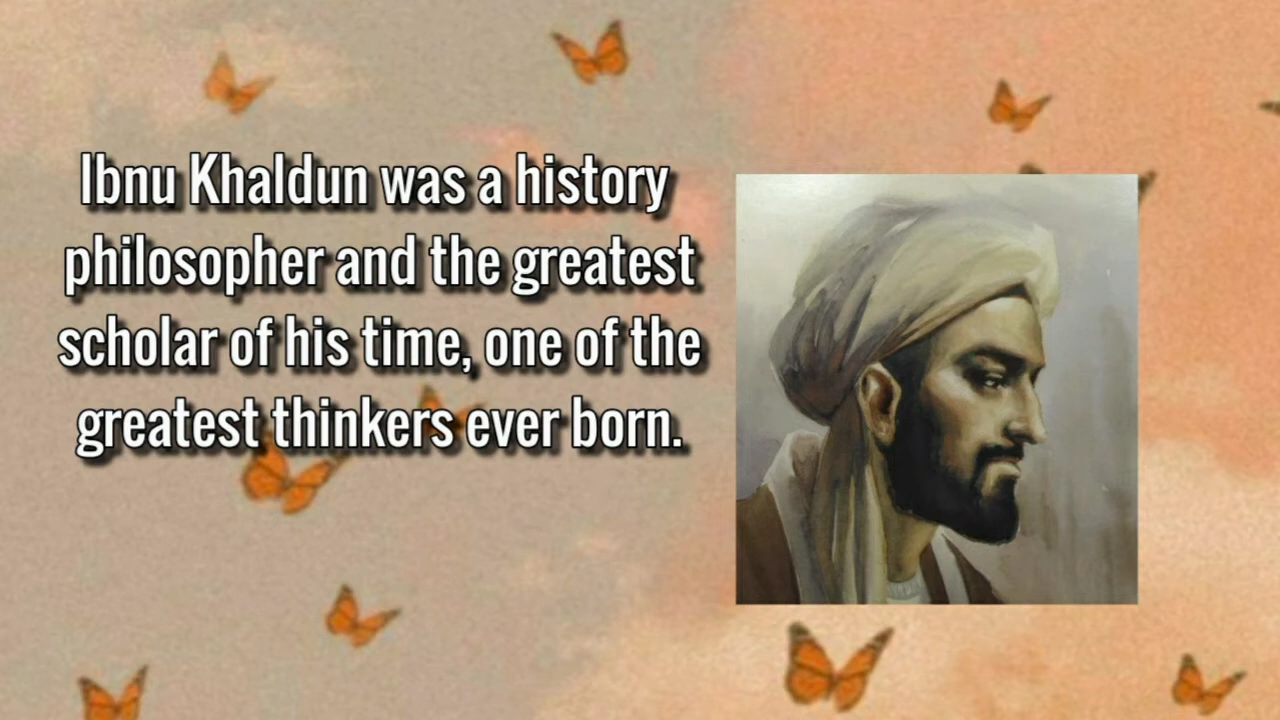 Ibnu Khaldun was a history
philosopher and the greatest
scholar of his time, one of the
greatest thinkers ever born.